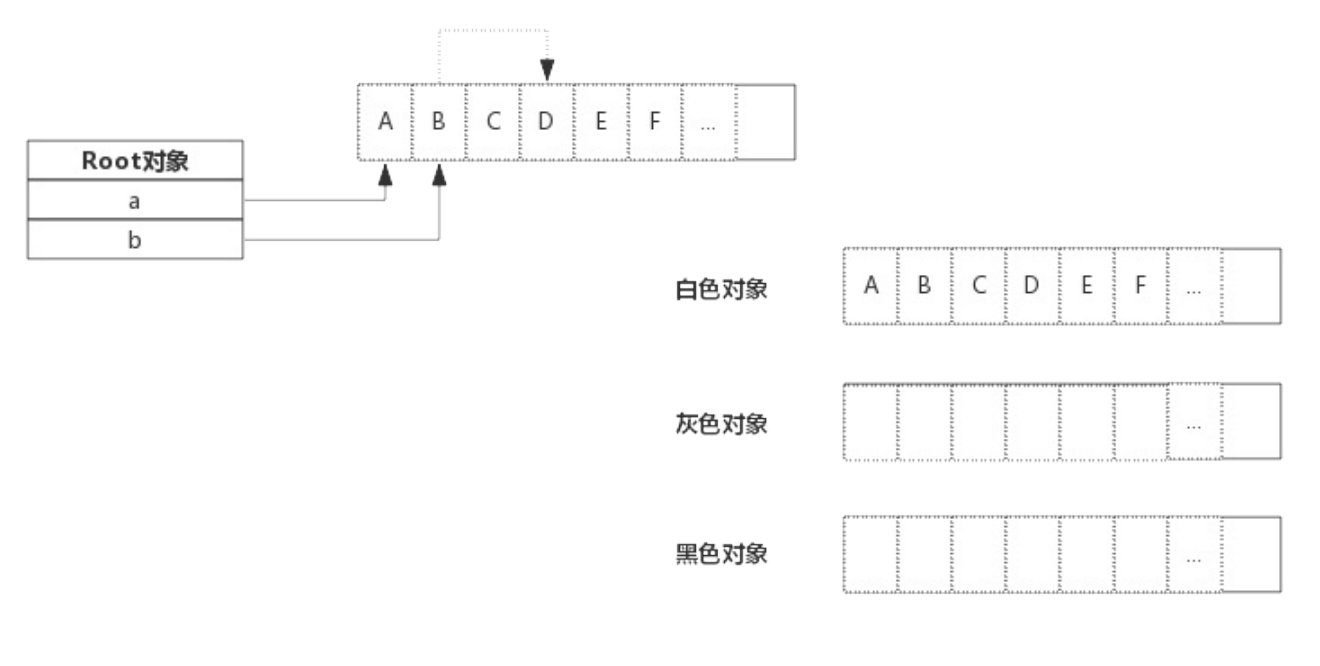 A B C D E F ...
Root对象
a
b
白色对象 A B C D E F ...
灰色对象 ...
黑色对象 ...